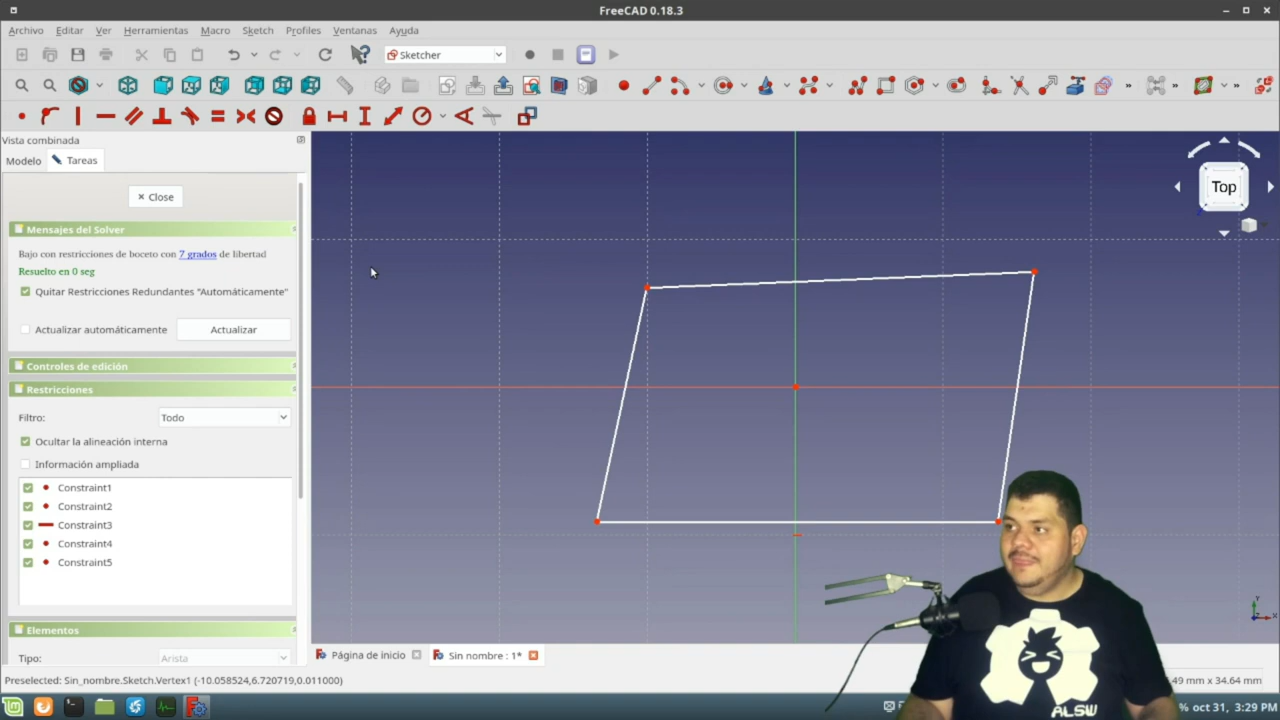 FreeCAD 0.18.3
Archivo Editar Ver Herramientas Macro Sketch Profiles Ventanas Ayuda
Sketcher
Vista combinada
Modelo Tareas
Close
Mensajes del Solver
Bajo con restricciones de boceto con 7 grados de libertad
Resuelto en 0 seg
Quitar Restricciones Redundantes “Automáticamente”
Actualizar automáticamente Actualizar
Controles de edición
Restricciones
Filtro: Todo
Ocultar la alineación interna
Información ampliada
Constraint1
Constraint2
Constraint3
Constraint4
Constraint5
Elementos
Tipo: Arista
Top
Y
X
Página de inicio Sin nombre : 1*
Preselected: Sin_nombre.Sketch.Vertex1 (-10.058524,6.720719,0.011000)
.49 mm x 34.64 mm
% oct 31, 3:29 PM
ALSW